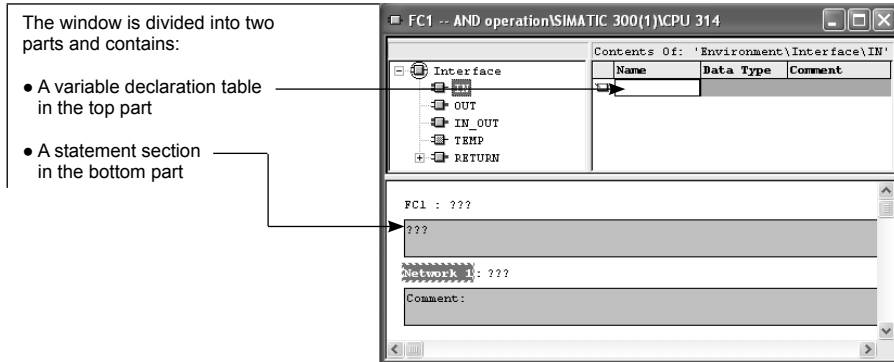 The window is divided into two
parts and contains:
● A variable declaration table
in the top part
● A statement section
in the bottom part
FC1 -- AND operation\SIMATIC 300(1)\CPU 314
Contents Of: 'Environment\Interface\IN'
Interface
IN
OUT
IN_OUT
TEMP
RETURN
Name Data Type Comment
FC1 : ???
???
Network 1: ???
Comment: